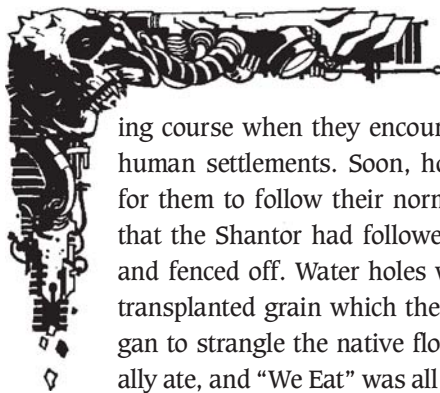 ing course when they encoun
human settlements. Soon, ho
for them to follow their norm
that the Shantor had followe
and fenced off. Water holes w
transplanted grain which the
gan to strangle the native flo
ally ate, and “We Eat” was all